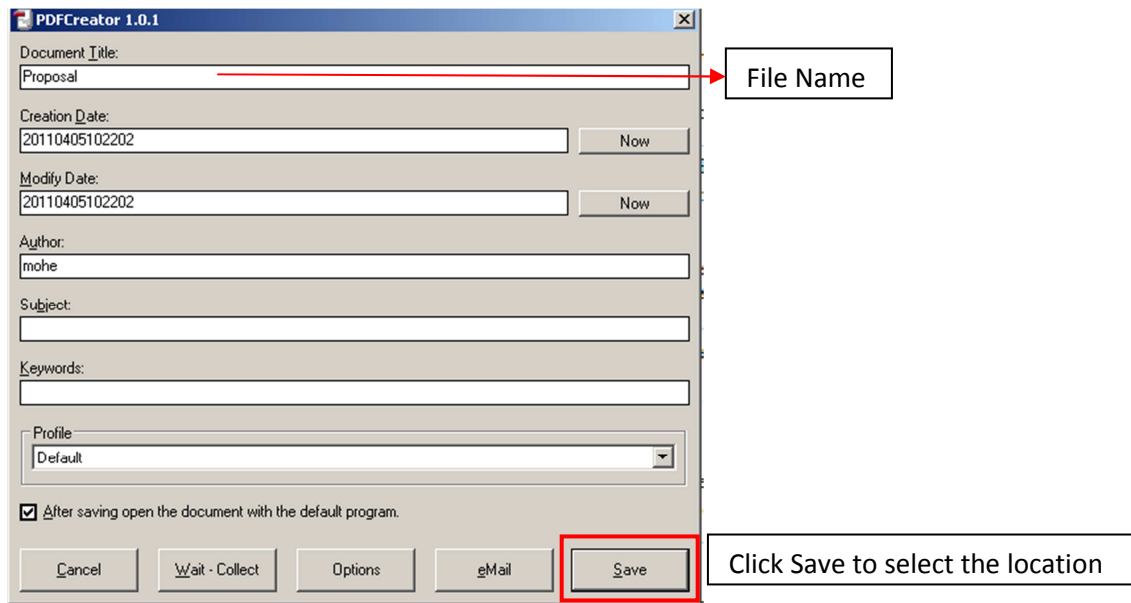 PDFCreator 1.0.1
Document Title:
Proposal
File Name
Creation Date:
20110405102202
Now
Modify Date:
20110405102202
Now
Author:
mohe
Subject:
Keywords:
Profile
Default
After saving open the document with the default program.
Cancel
Wait - Collect
Options
eMail
Save
Click Save to select the location